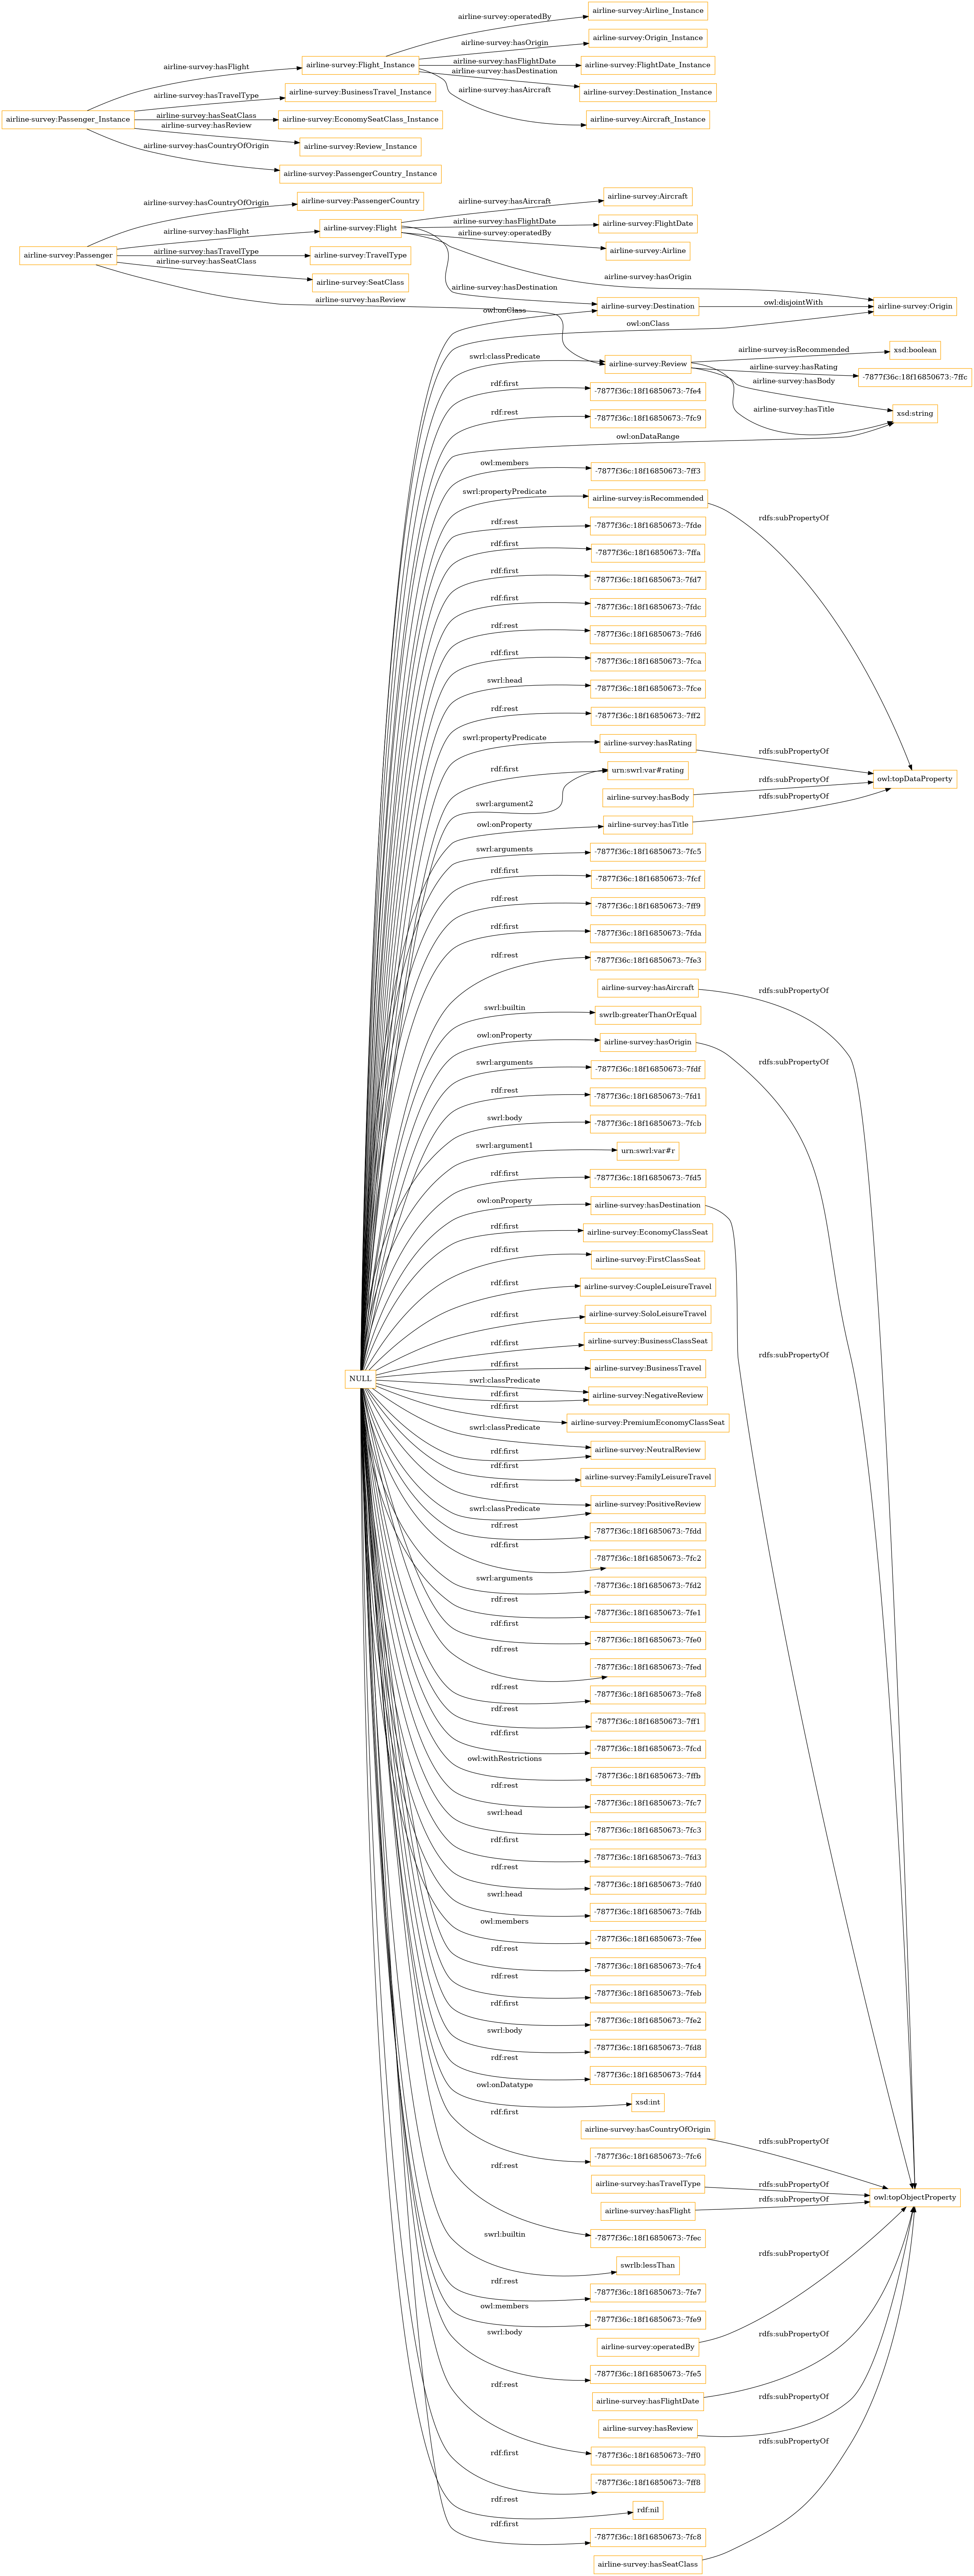 airline-survey:operatedBy
airline-survey:Airline_Instance
airline-survey:hasOrigin
airline-survey:Origin_Instance
airline-survey:hasFlight
airline-survey:Flight_Instance
airline-survey:hasFlightDate
airline-survey:FlightDate_Instance
airline-survey:hasDestination
airline-survey:Destination_Instance
airline-survey:hasAircraft
airline-survey:Aircraft_Instance
airline-survey:hasTravelType
airline-survey:BusinessTravel_Instance
airline-survey:Passenger_Instance
airline-survey:hasSeatClass
airline-survey:EconomySeatClass_Instance
airline-survey:hasReview
airline-survey:Review_Instance
airline-survey:hasCountryOfOrigin
airline-survey:PassengerCountry_Instance
airline-survey:hasCountryOfOrigin
airline-survey:PassengerCountry
airline-survey:hasAircraft
airline-survey:Aircraft
airline-survey:hasFlight
airline-survey:Flight
airline-survey:hasFlightDate
airline-survey:FlightDate
airline-survey:operatedBy
airline-survey:Airline
airline-survey:Passenger
airline-survey:hasTravelType
airline-survey:TravelType
airline-survey:hasSeatClass
airline-survey:SeatClass
airline-survey:hasOrigin
airline-survey:hasDestination
airline-survey:hasReview
owl:onClass
airline-survey:Destination
owl:disjointWith
airline-survey:Origin
owl:onClass
swrl:classPredicate
airline-survey:Review
airline-survey:isRecommended
xsd:boolean
airline-survey:hasRating
-7877f36c:18f16850673:-7ffc
airline-survey:hasBody
airline-survey:hasTitle
xsd:string
rdf:first
-7877f36c:18f16850673:-7fe4
rdf:rest
-7877f36c:18f16850673:-7fc9
owl:onDataRange
owl:members
-7877f36c:18f16850673:-7ff3
swrl:propertyPredicate
airline-survey:isRecommended
rdfs:subPropertyOf
rdf:rest
-7877f36c:18f16850673:-7fde
rdf:first
-7877f36c:18f16850673:-7ffa
rdf:first
-7877f36c:18f16850673:-7fd7
rdf:first
-7877f36c:18f16850673:-7fdc
rdf:rest
-7877f36c:18f16850673:-7fd6
rdf:first
-7877f36c:18f16850673:-7fca
swrl:head
-7877f36c:18f16850673:-7fce
rdf:rest
-7877f36c:18f16850673:-7ff2
swrl:propertyPredicate
airline-survey:hasRating
rdfs:subPropertyOf
rdf:first
urn:swrl:var#rating
owl:topDataProperty
swrl:argument2
airline-survey:hasBody
rdfs:subPropertyOf
owl:onProperty
airline-survey:hasTitle
rdfs:subPropertyOf
swrl:arguments
-7877f36c:18f16850673:-7fc5
rdf:first
-7877f36c:18f16850673:-7fcf
rdf:rest
-7877f36c:18f16850673:-7ff9
rdf:first
-7877f36c:18f16850673:-7fda
rdf:rest
-7877f36c:18f16850673:-7fe3
airline-survey:hasAircraft
rdfs:subPropertyOf
swrl:builtin
swrlb:greaterThanOrEqual
owl:onProperty
airline-survey:hasOrigin
rdfs:subPropertyOf
swrl:arguments
-7877f36c:18f16850673:-7fdf
rdf:rest
-7877f36c:18f16850673:-7fd1
swrl:body
-7877f36c:18f16850673:-7fcb
swrl:argument1
urn:swrl:var#r
rdf:first
-7877f36c:18f16850673:-7fd5
owl:onProperty
airline-survey:hasDestination
rdfs:subPropertyOf
rdf:first
airline-survey:EconomyClassSeat
rdf:first
airline-survey:FirstClassSeat
rdf:first
airline-survey:CoupleLeisureTravel
rdf:first
airline-survey:SoloLeisureTravel
rdf:first
airline-survey:BusinessClassSeat
rdf:first
airline-survey:BusinessTravel
NULL
swrl:classPredicate
rdf:first
airline-survey:NegativeReview
rdf:first
airline-survey:PremiumEconomyClassSeat
swrl:classPredicate
rdf:first
airline-survey:NeutralReview
rdf:first
airline-survey:FamilyLeisureTravel
rdf:first
airline-survey:PositiveReview
swrl:classPredicate
rdf:rest
-7877f36c:18f16850673:-7fdd
rdf:first
-7877f36c:18f16850673:-7fc2
swrl:arguments
-7877f36c:18f16850673:-7fd2
rdf:rest
-7877f36c:18f16850673:-7fe1
rdf:first
-7877f36c:18f16850673:-7fe0
rdf:rest
-7877f36c:18f16850673:-7fed
rdf:rest
-7877f36c:18f16850673:-7fe8
rdf:rest
-7877f36c:18f16850673:-7ff1
rdf:first
-7877f36c:18f16850673:-7fcd
owl:withRestrictions
-7877f36c:18f16850673:-7ffb
rdf:rest
-7877f36c:18f16850673:-7fc7
swrl:head
-7877f36c:18f16850673:-7fc3
rdf:first
-7877f36c:18f16850673:-7fd3
rdf:rest
-7877f36c:18f16850673:-7fd0
swrl:head
-7877f36c:18f16850673:-7fdb
owl:members
-7877f36c:18f16850673:-7fee
rdf:rest
-7877f36c:18f16850673:-7fc4
rdf:rest
-7877f36c:18f16850673:-7feb
rdf:first
-7877f36c:18f16850673:-7fe2
swrl:body
-7877f36c:18f16850673:-7fd8
rdf:rest
-7877f36c:18f16850673:-7fd4
owl:onDatatype
xsd:int
rdf:first
airline-survey:hasCountryOfOrigin
rdfs:subPropertyOf
-7877f36c:18f16850673:-7fc6
rdf:rest
airline-survey:hasTravelType
rdfs:subPropertyOf
owl:topObjectProperty
airline-survey:hasFlight
rdfs:subPropertyOf
-7877f36c:18f16850673:-7fec
swrl:builtin
swrlb:lessThan
rdfs:subPropertyOf
rdf:rest
-7877f36c:18f16850673:-7fe7
owl:members
-7877f36c:18f16850673:-7fe9
swrl:body
airline-survey:operatedBy
rdfs:subPropertyOf
-7877f36c:18f16850673:-7fe5
rdf:rest
airline-survey:hasFlightDate
rdfs:subPropertyOf
airline-survey:hasReview
rdfs:subPropertyOf
-7877f36c:18f16850673:-7ff0
rdf:first
-7877f36c:18f16850673:-7ff8
rdf:rest
rdf:nil
rdf:first
-7877f36c:18f16850673:-7fc8
airline-survey:hasSeatClass